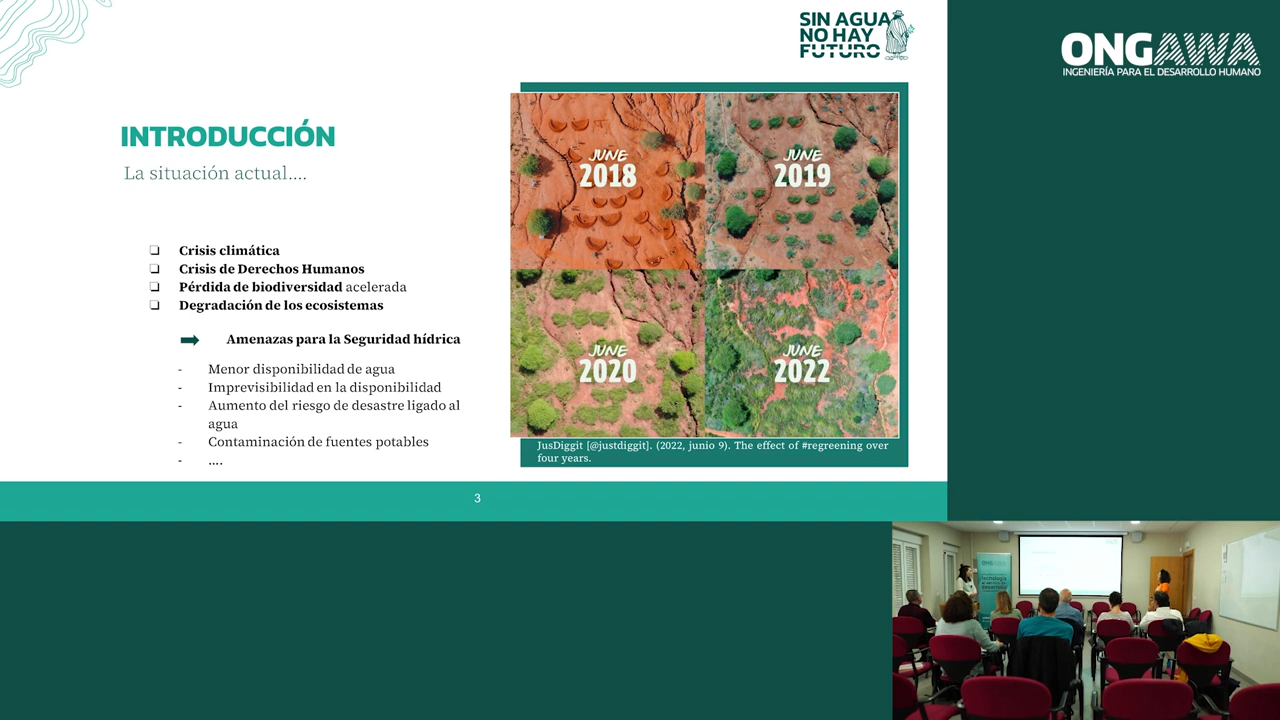 SIN AGUA
NO HAY
FUTURO
ONGAWA
INGENIERÍA PARA EL DESARROLLO HUMANO
INTRODUCCIÓN
La situación actual....
❏ Crisis climática
❏ Crisis de Derechos Humanos
❏ Pérdida de biodiversidad acelerada
❏ Degradación de los ecosistemas
➡ Amenazas para la Seguridad hídrica
- Menor disponibilidad de agua
- Imprevisibilidad en la disponibilidad
- Aumento del riesgo de desastre ligado al
agua
- Contaminación de fuentes potables
- ....
JUNE
2018
JUNE
2019
JUNE
2020
JUNE
2022
JusDiggit [@justdiggit]. (2022, junio 9). The effect of #regreening over
four years.
3
ONGAWA